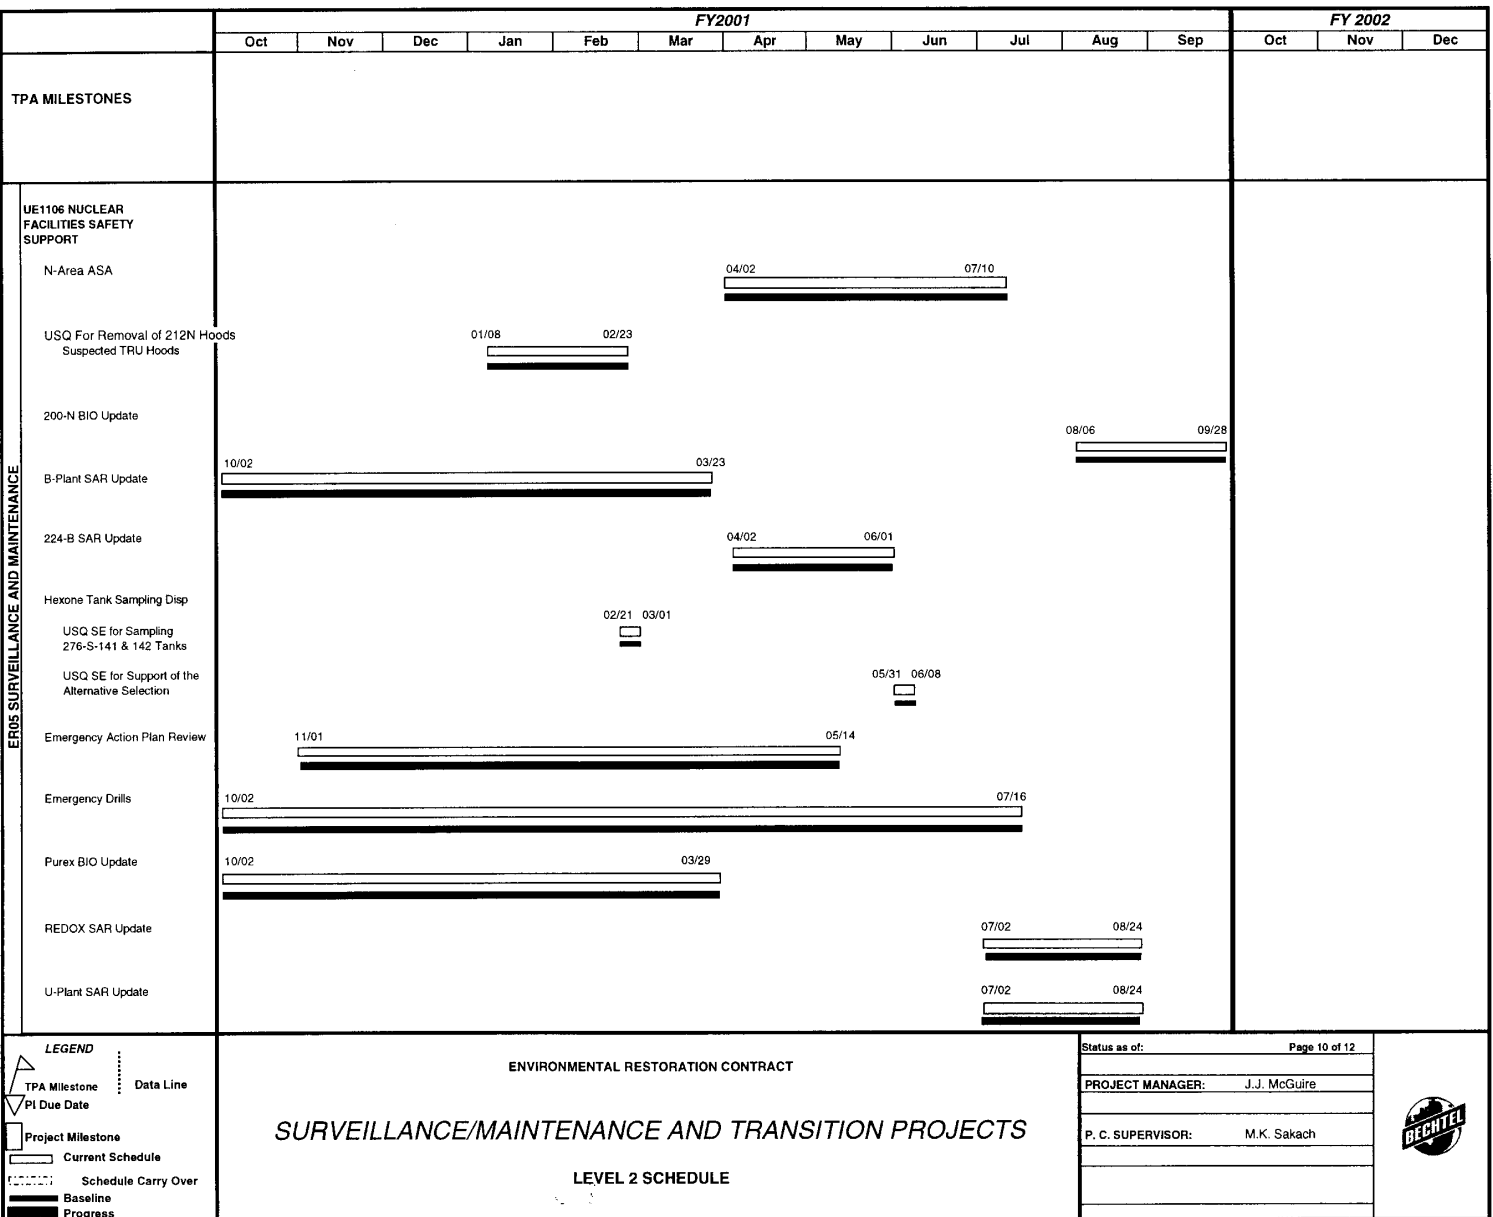 FY2001
FY 2002
Oct Nov Dec Jan Feb Mar Apr May Jun Jul Aug Sep Oct Nov Dec
TPA MILESTONES
ER05 SURVEILLANCE AND MAINTENANCE
UE1106 NUCLEAR
FACILITIES SAFETY
SUPPORT
N-Area ASA
04/02 07/10
USQ For Removal of 212N Hoods
Suspected TRU Hoods
01/08 02/23
200-N BIO Update
08/06 09/28
B-Plant SAR Update
10/02 03/23
224-B SAR Update
04/02 06/01
Hexone Tank Sampling Disp
USQ SE for Sampling
276-S-141 & 142 Tanks
02/21 03/01
USQ SE for Support of the
Alternative Selection
05/31 06/08
Emergency Action Plan Review
11/01 05/14
Emergency Drills
10/02 07/16
Purex BIO Update
10/02 03/29
REDOX SAR Update
07/02 08/24
U-Plant SAR Update
07/02 08/24
LEGEND
TPA Milestone
Data Line
PI Due Date
Project Milestone
Current Schedule
Schedule Carry Over
Baseline
Progress
ENVIRONMENTAL RESTORATION CONTRACT
SURVEILLANCE/MAINTENANCE AND TRANSITION PROJECTS
LEVEL 2 SCHEDULE
Status as of: Page 10 of 12
PROJECT MANAGER: J.J. McGuire
P. C. SUPERVISOR: M.K. Sakach
BECHTEL